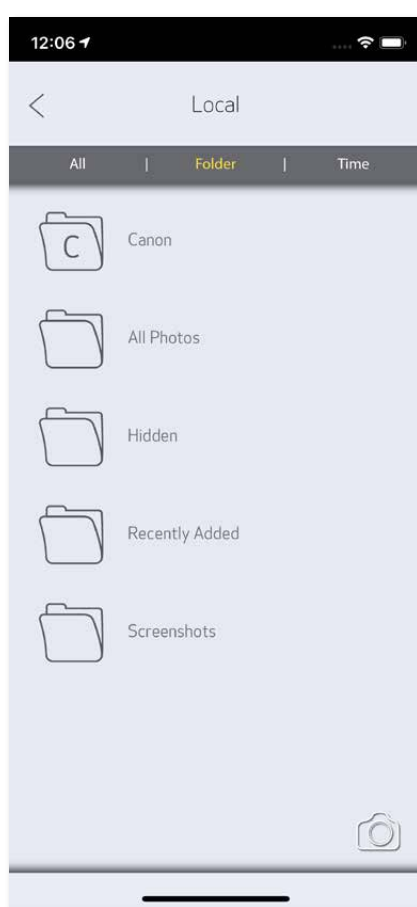 12:06
Local
All | Folder | Time
C Canon
All Photos
Hidden
Recently Added
Screenshots